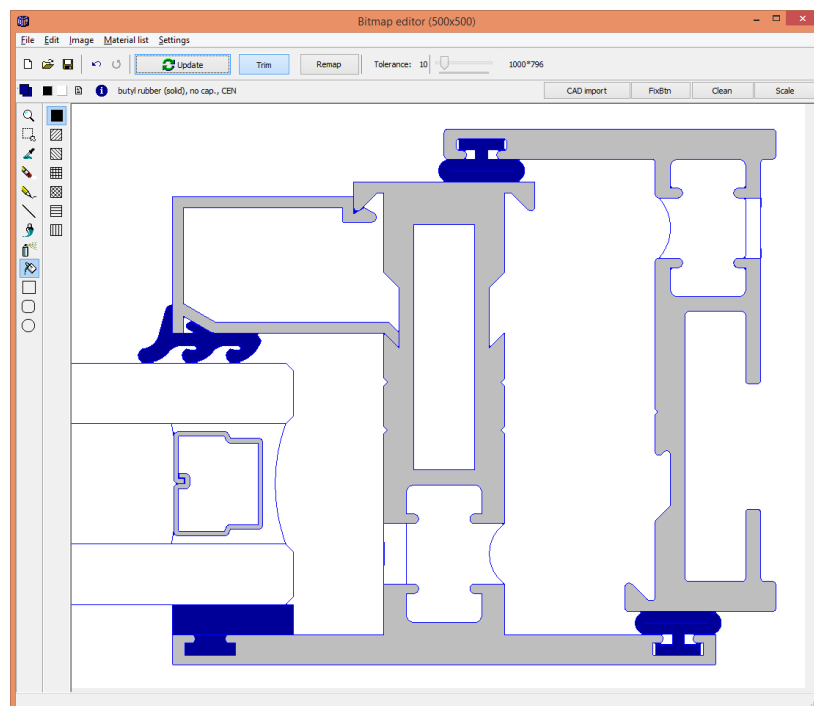 Bitmap editor (500x500)
File Edit Image Material list Settings
Update Trim Remap Tolerance: 10 1000*796
butyl rubber (solid), no cap., CEN CAD import FixBtn Clean Scale